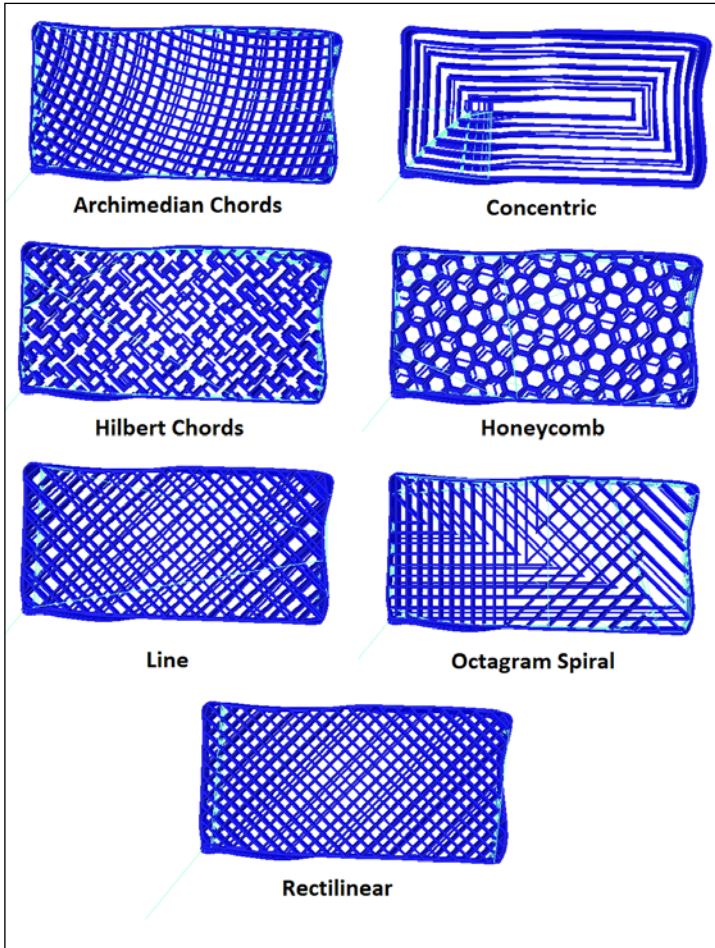 Archimedian Chords
Concentric
Hilbert Chords
Honeycomb
Line
Octagram Spiral
Rectilinear